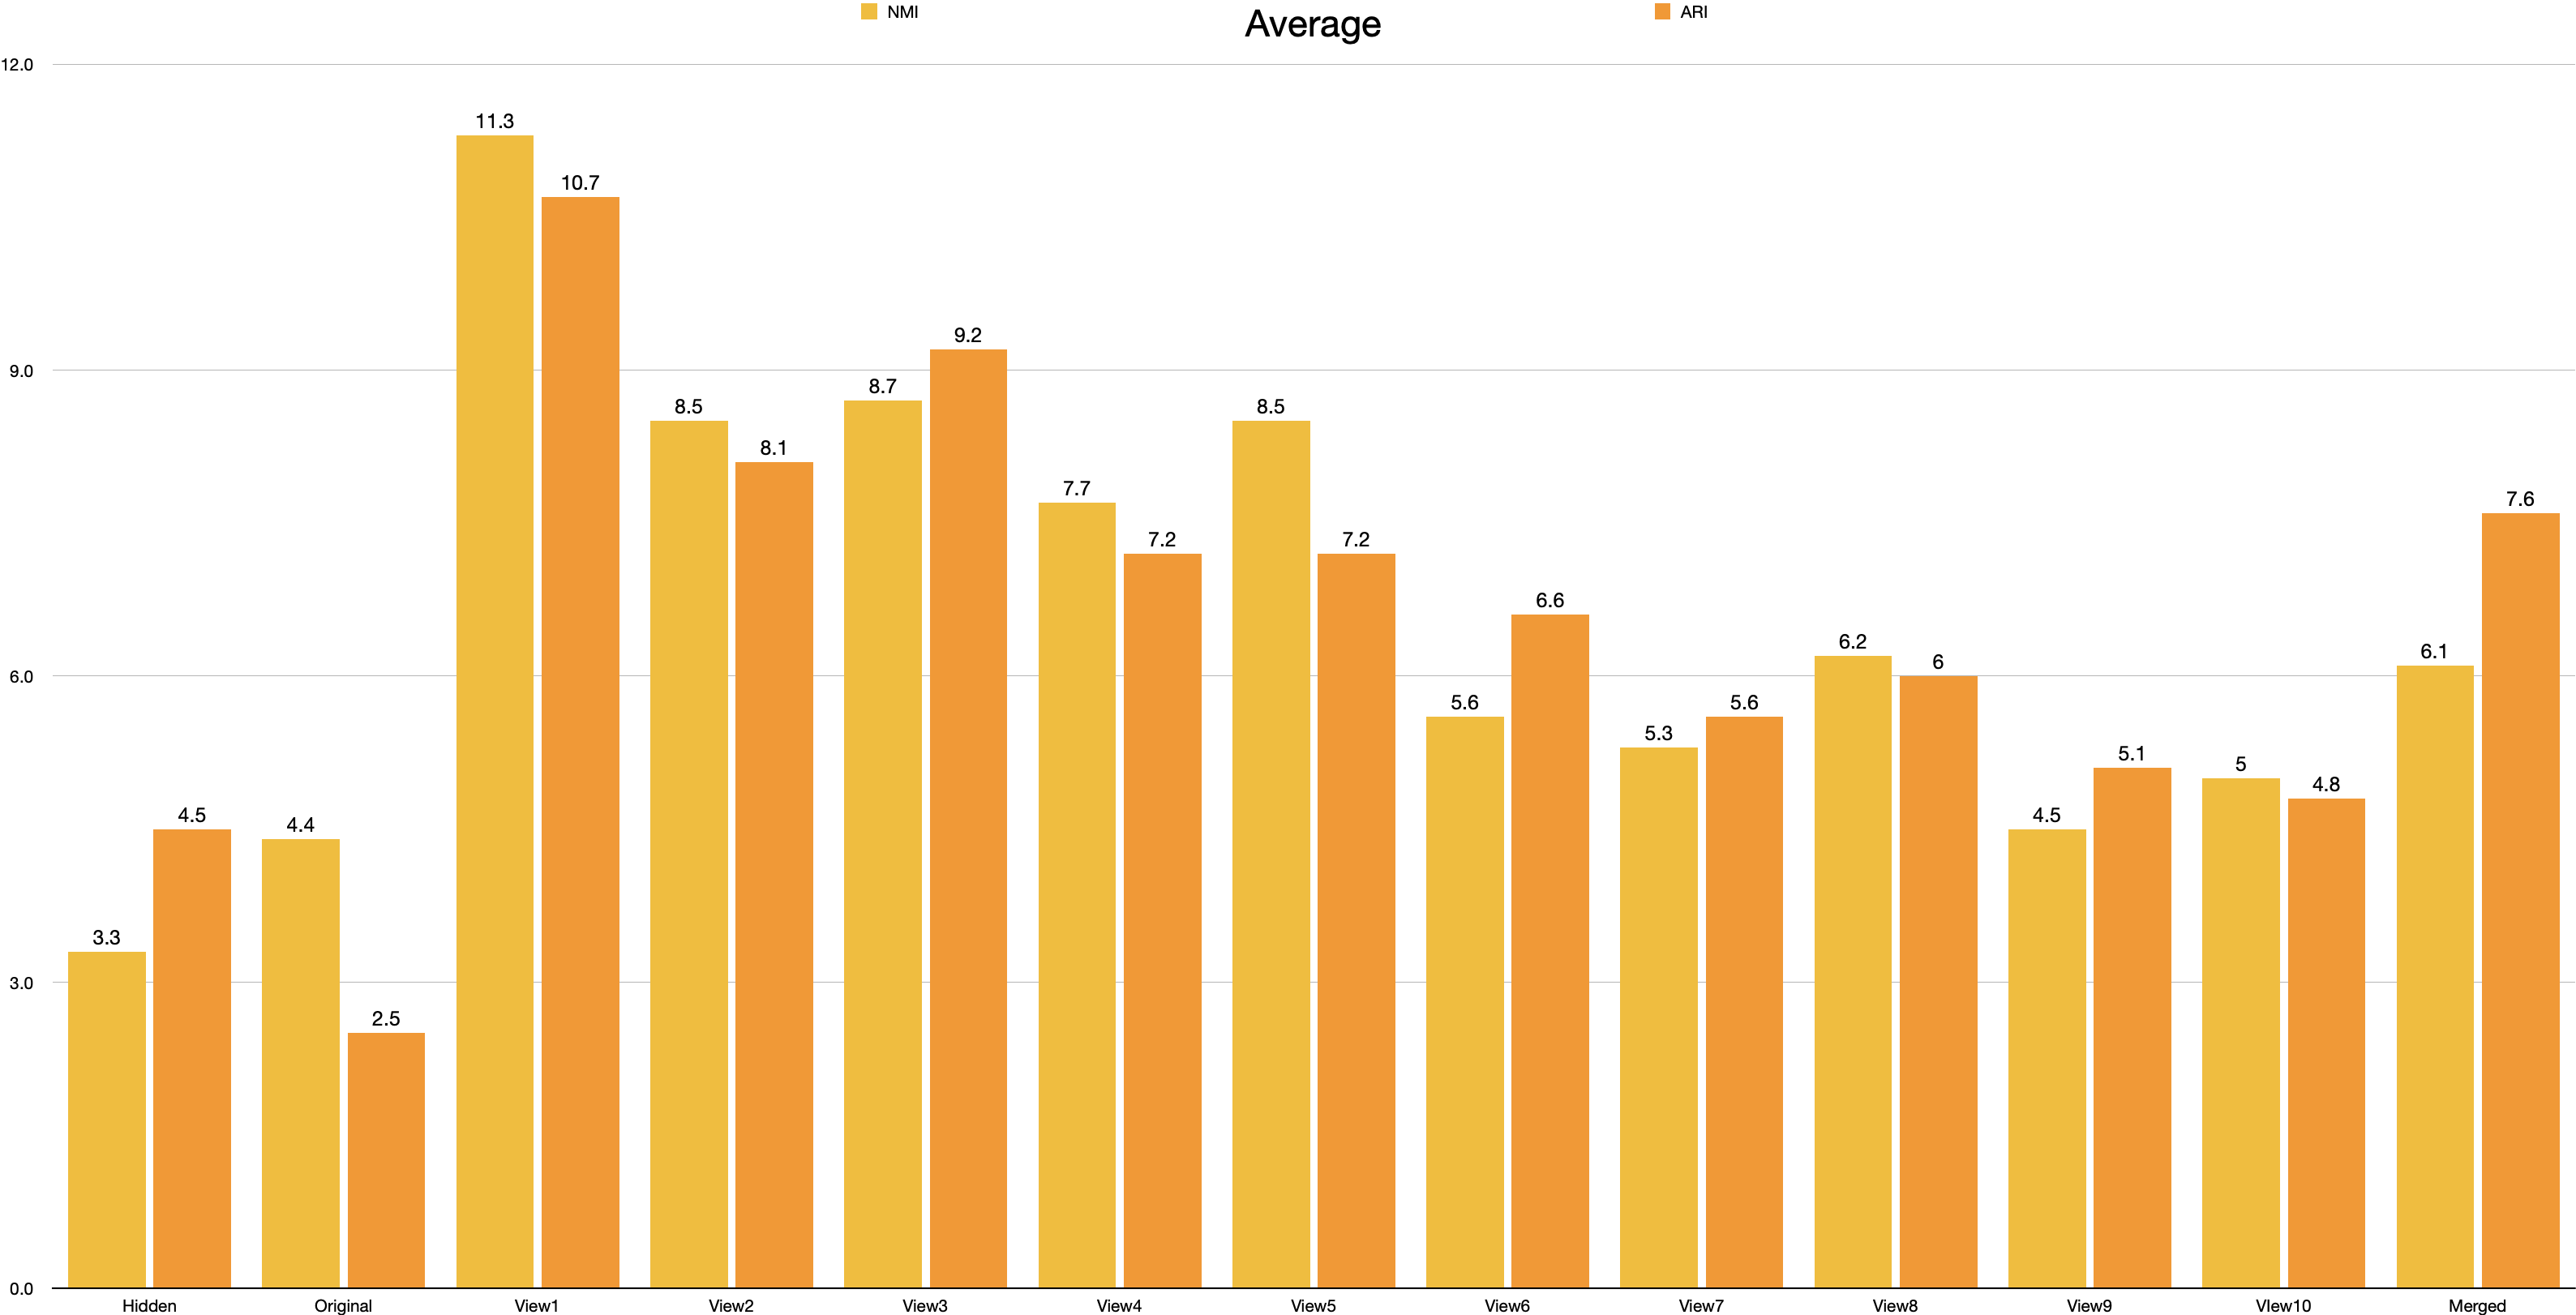 NMI
ARI
Average
12.0
9.0
6.0
3.0
0.0
3.3
4.5
4.4
2.5
11.3
10.7
8.5
8.1
8.7
9.2
7.7
7.2
8.5
7.2
5.6
6.6
5.3
5.6
6.2
6
4.5
5.1
5
4.8
6.1
7.6
Hidden
Original
View1
View2
View3
View4
View5
View6
View7
View8
View9
VIew10
Merged